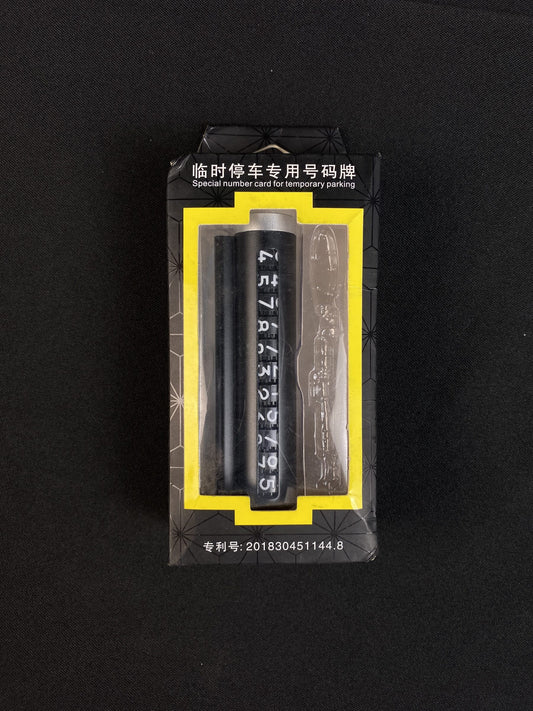 临时停车专用号码牌
Special number card for temporary parking
专利号: 201830451144.8